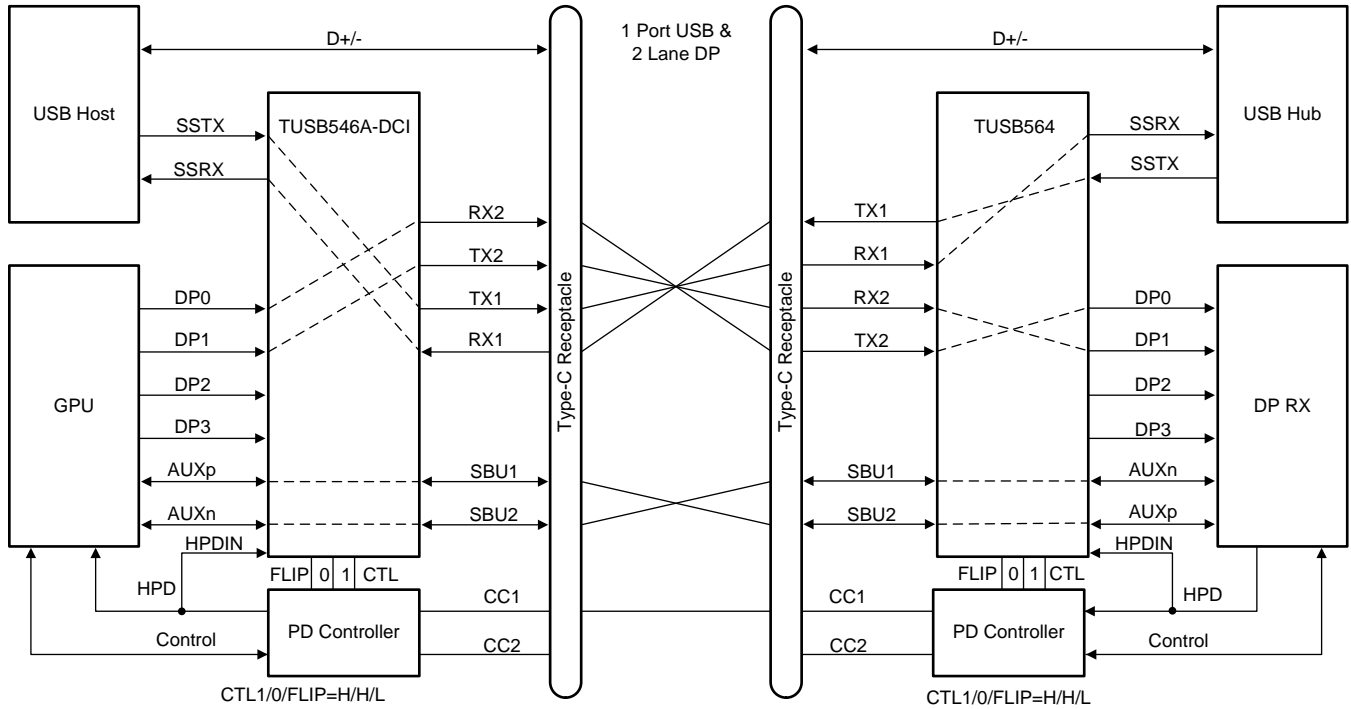 1 Port USB &
2 Lane DP
D+/-
D+/-
USB Host
TUSB546A-DCI
TUSB564
USB Hub
SSTX
SSRX
SSRX
SSTX
RX2
TX2
TX1
RX1
TX1
RX1
RX2
TX2
GPU
DP0
DP1
DP2
DP3
AUXp
AUXn
HPDIN
Type-C Receptacle
Type-C Receptacle
DP0
DP1
DP2
DP3
AUXn
AUXp
HPDIN
DP RX
SBU1
SBU2
SBU1
SBU2
FLIP 0 1 CTL
FLIP 0 1 CTL
HPD
HPD
Control
PD Controller
CC1
CC2
CC1
CC2
PD Controller
Control
CTL1/0/FLIP=H/H/L
CTL1/0/FLIP=H/H/L